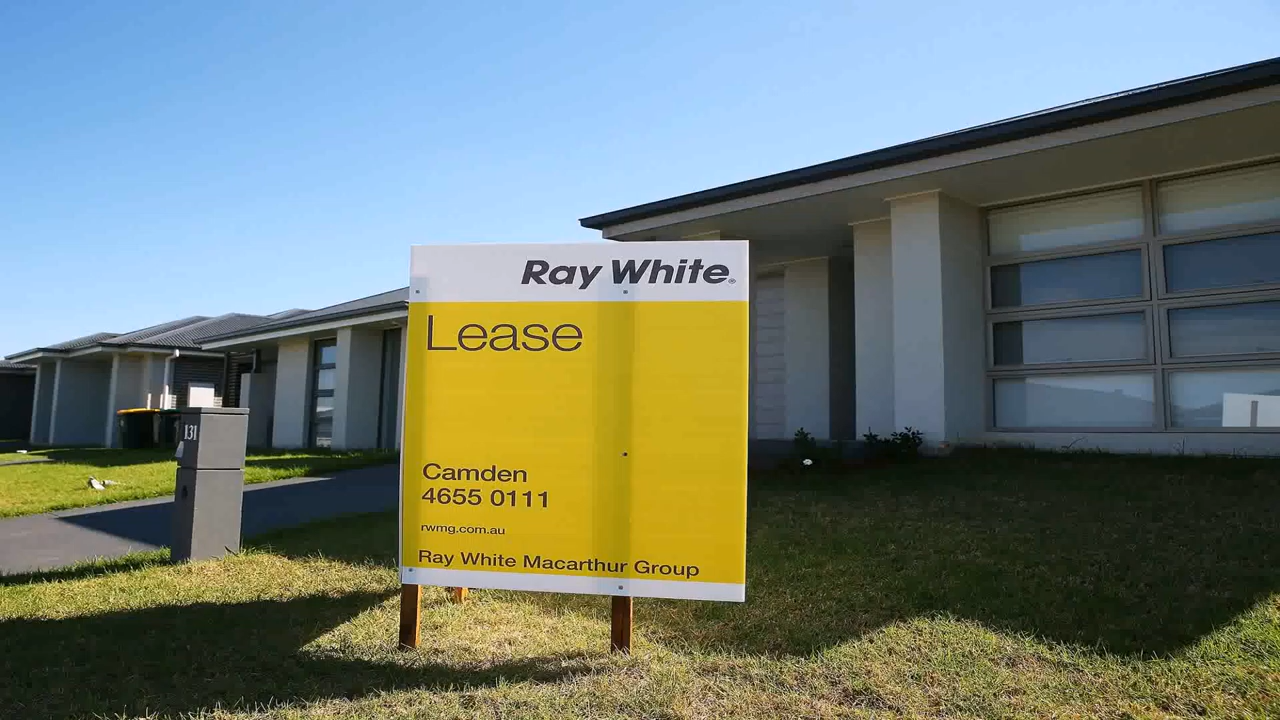 Ray White
Lease
Camden
4655 0111
rwmg.com.au
Ray White Macarthur Group
131